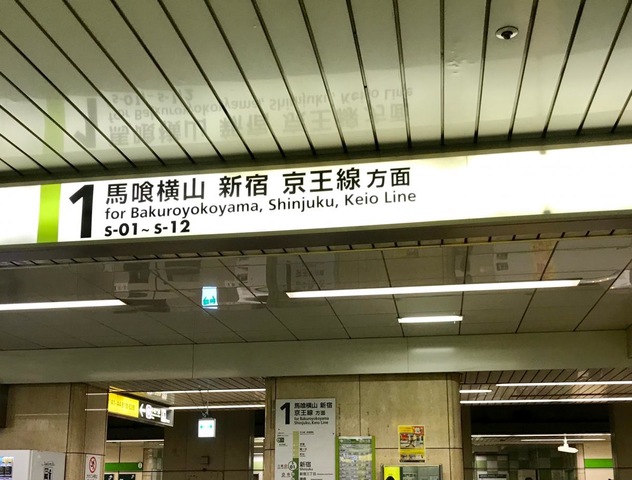 1 馬喰横山 新宿 京王線 方面
for Bakuroyokoyama, Shinjuku, Keio Line
S-01~ S-12
1 馬喰横山 新宿
京王線 方面
for Bakuroyokoyama,
Shinjuku, Keio Line
新宿
Shinjuku